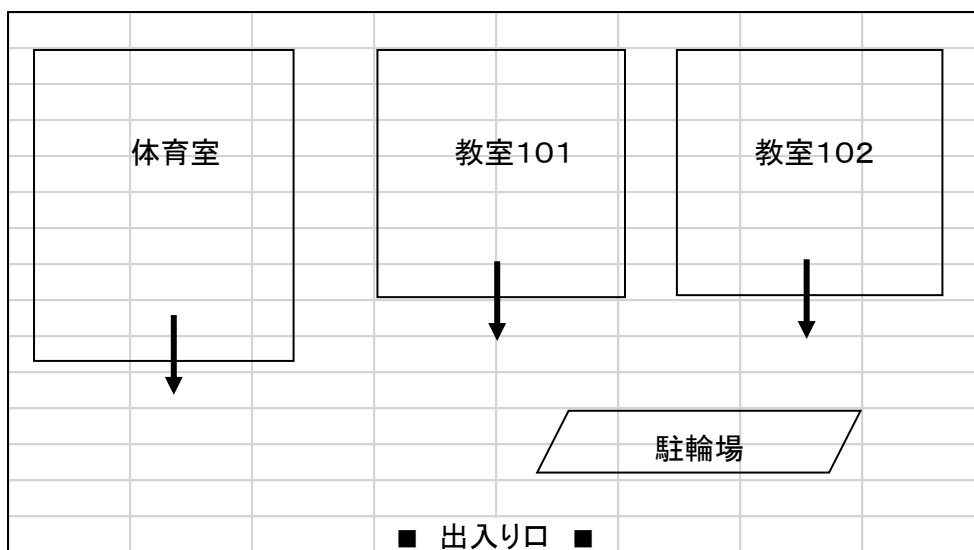 体育室
教室101
教室102
駐輪場
■ 出入り口 ■